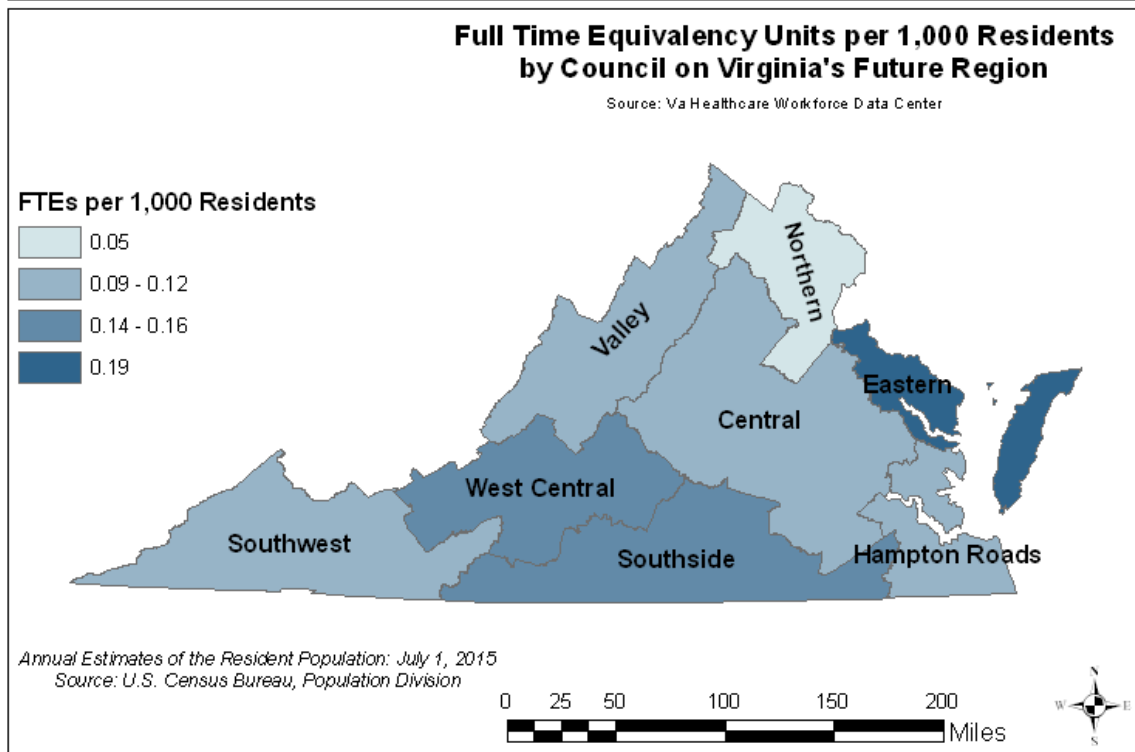 Full Time Equivalency Units per 1,000 Residents
by Council on Virginia's Future Region
Source: Va Healthcare Workforce Data Center
FTEs per 1,000 Residents
0.05
0.09 - 0.12
0.14 - 0.16
0.19
Northern
Valley
Eastern
Central
West Central
Southwest
Southside
Hampton Roads
Annual Estimates of the Resident Population: July 1, 2015
Source: U.S. Census Bureau, Population Division
0 25 50 100 150 200
Miles
N
W E
S